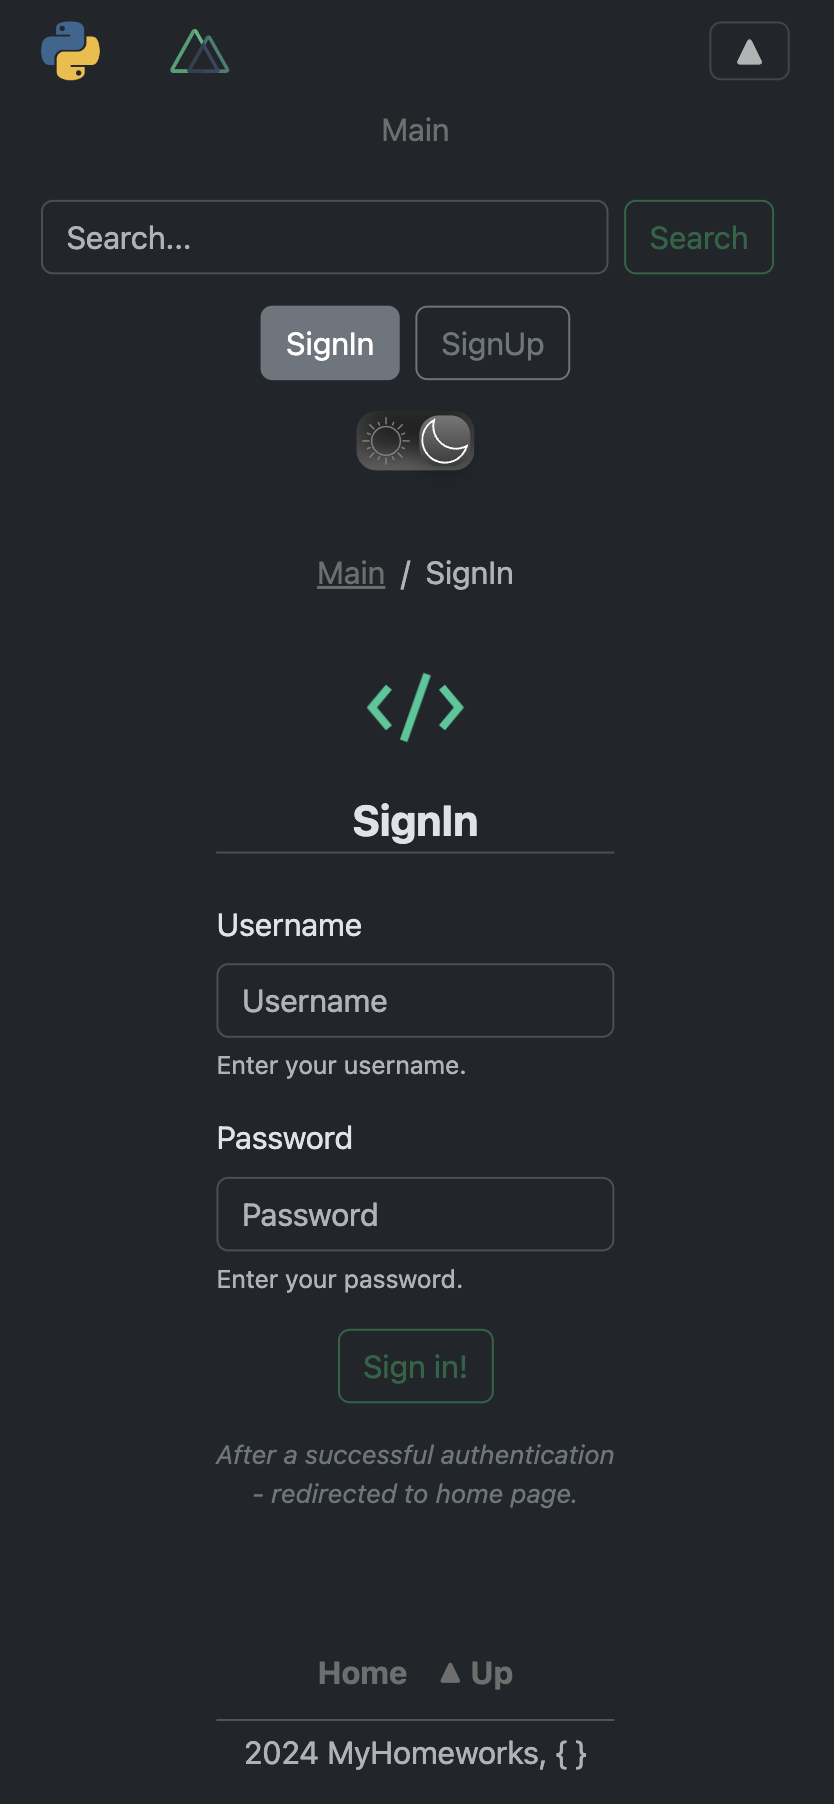 Main
Search... Search
SignIn SignUp
Main / SignIn
</>
SignIn
Username
Username
Enter your username.
Password
Password
Enter your password.
Sign in!
After a successful authentication
- redirected to home page.
Home ▲ Up
2024 MyHomeworks, { }